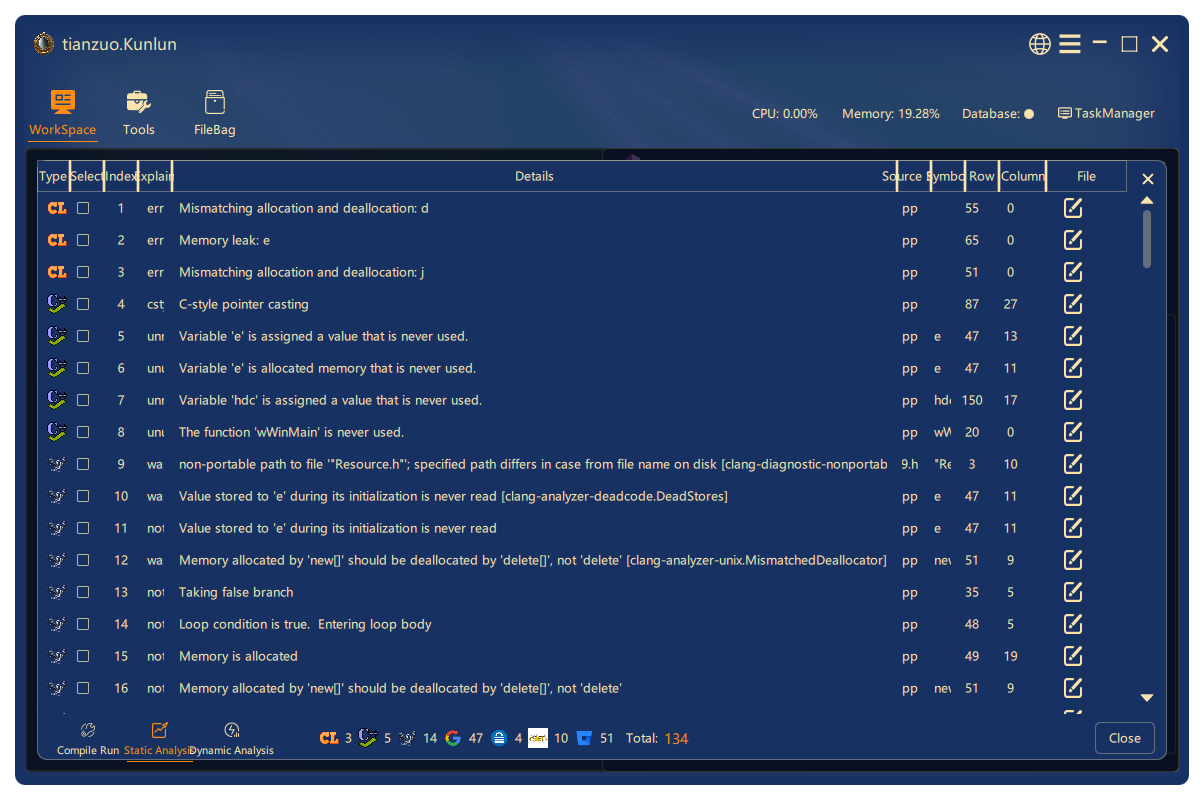 tianzuo.Kunlun
WorkSpace Tools FileBag CPU: 0.00% Memory: 19.28% Database: TaskManager
Type Select Index Explain Details Source Symbo Row Column File
CL 1 err Mismatching allocation and deallocation: d pp 55 0
CL 2 err Memory leak: e pp 65 0
CL 3 err Mismatching allocation and deallocation: j pp 51 0
4 cst C-style pointer casting pp 87 27
5 unr Variable 'e' is assigned a value that is never used. pp e 47 13
6 unu Variable 'e' is allocated memory that is never used. pp e 47 11
7 unr Variable 'hdc' is assigned a value that is never used. pp hdc 150 17
8 unu The function 'wWinMain' is never used. pp wW 20 0
9 wa non-portable path to file '"Resource.h"'; specified path differs in case from file name on disk [clang-diagnostic-nonportab 9.h "Re 3 10
10 wa Value stored to 'e' during its initialization is never read [clang-analyzer-deadcode.DeadStores] pp e 47 11
11 not Value stored to 'e' during its initialization is never read pp e 47 11
12 wa Memory allocated by 'new[]' should be deallocated by 'delete[]', not 'delete' [clang-analyzer-unix.MismatchedDeallocator] pp new 51 9
13 not Taking false branch pp 35 5
14 not Loop condition is true.  Entering loop body pp 48 5
15 not Memory is allocated pp 49 19
16 not Memory allocated by 'new[]' should be deallocated by 'delete[]', not 'delete' pp new 51 9
Compile Run Static Analysis Dynamic Analysis CL 3 5 14 47 4 10 51 Total: 134 Close